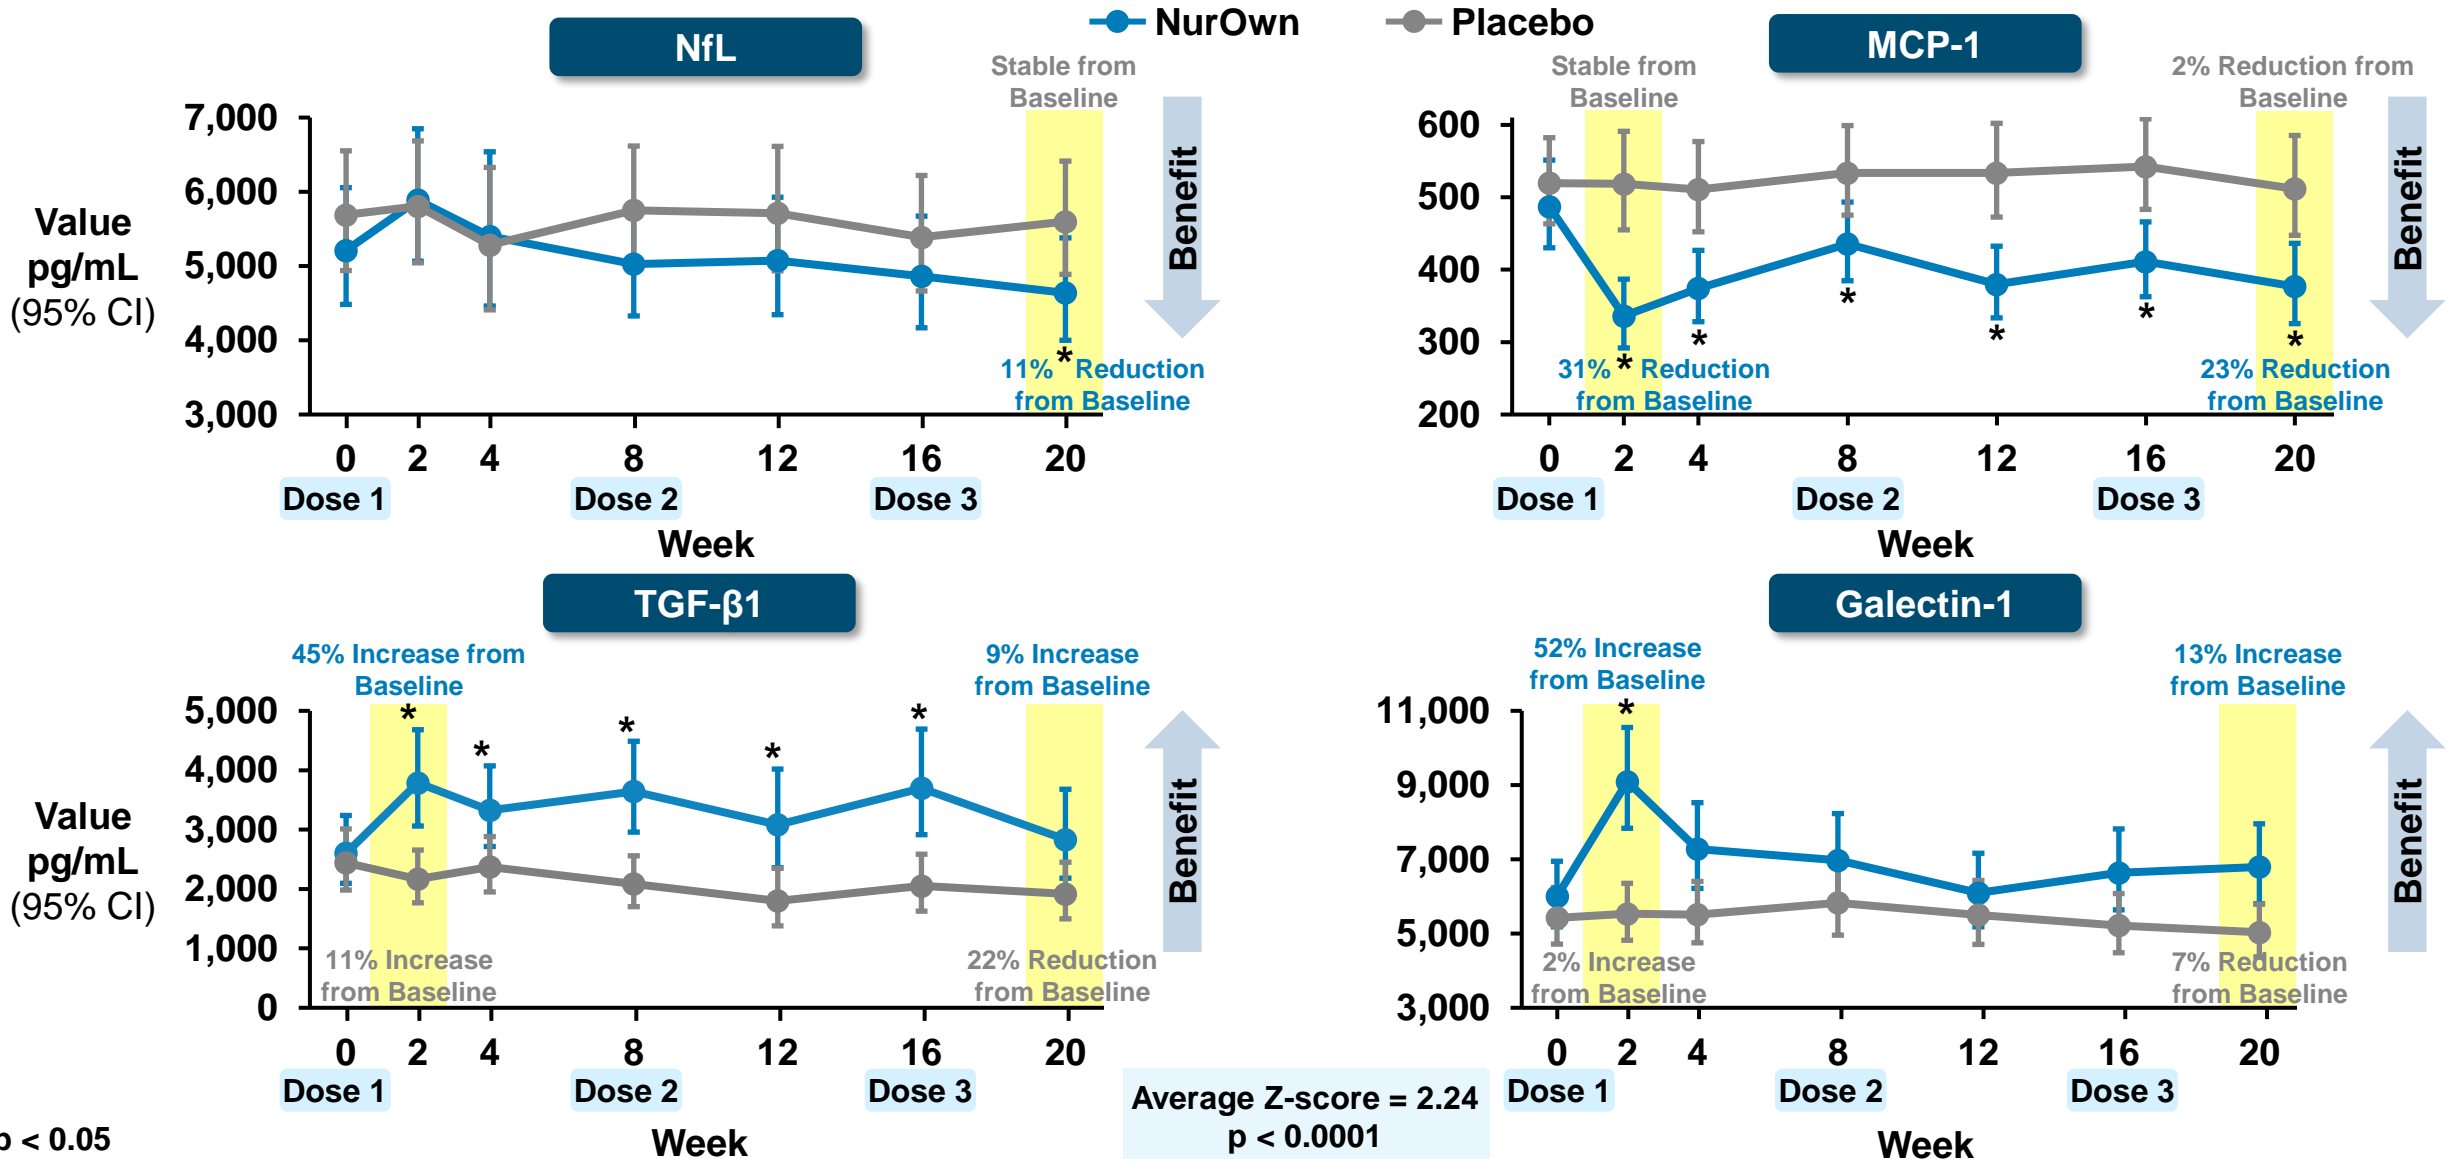 NurOwn
Placebo
NfL
Stable from
Baseline
7,000
6,000
5,000
4,000
3,000
Value
pg/mL
(95% CI)
Benefit
*
11% Reduction
from Baseline
0 2 4 8 12 16 20
Dose 1 Dose 2 Dose 3
Week
MCP-1
Stable from
Baseline
2% Reduction from
Baseline
600
500
400
300
200
Benefit
* * * * * *
31% Reduction
from Baseline
23% Reduction
from Baseline
0 2 4 8 12 16 20
Dose 1 Dose 2 Dose 3
Week
TGF-β1
45% Increase from
Baseline
9% Increase
from Baseline
5,000
4,000
3,000
2,000
1,000
0
Value
pg/mL
(95% CI)
* * * * *
Benefit
11% Increase
from Baseline
22% Reduction
from Baseline
0 2 4 8 12 16 20
Dose 1 Dose 2 Dose 3
Week
Galectin-1
52% Increase
from Baseline
13% Increase
from Baseline
11,000
9,000
7,000
5,000
3,000
*
Benefit
2% Increase
from Baseline
7% Reduction
from Baseline
0 2 4 8 12 16 20
Dose 1 Dose 2 Dose 3
Week
Average Z-score = 2.24
p < 0.0001
p < 0.05